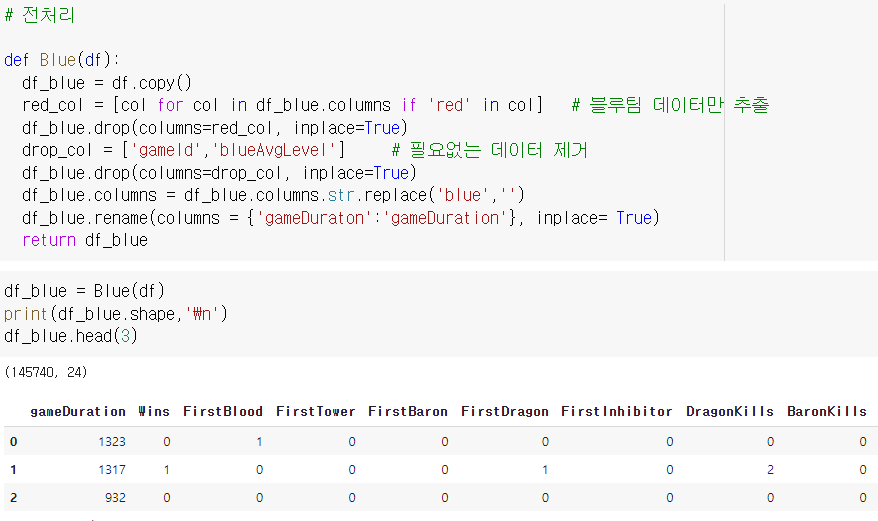 # 전처리
def Blue(df):
df_blue = df.copy()
red_col = [col for col in df_blue.columns if 'red' in col]   # 블루팀 데이터만 추출
df_blue.drop(columns=red_col, inplace=True)
drop_col = ['gameId','blueAvgLevel']     # 필요없는 데이터 제거
df_blue.drop(columns=drop_col, inplace=True)
df_blue.columns = df_blue.columns.str.replace('blue','')
df_blue.rename(columns = {'gameDuraton':'gameDuration'}, inplace= True)
return df_blue
df_blue = Blue(df)
print(df_blue.shape,'₩n')
df_blue.head(3)
(145740, 24)
gameDuration Wins FirstBlood FirstTower FirstBaron FirstDragon FirstInhibitor DragonKills BaronKills
0 1323 0 1 0 0 0 0 0 0
1 1317 1 0 0 0 1 0 2 0
2 932 0 0 0 0 0 0 0 0